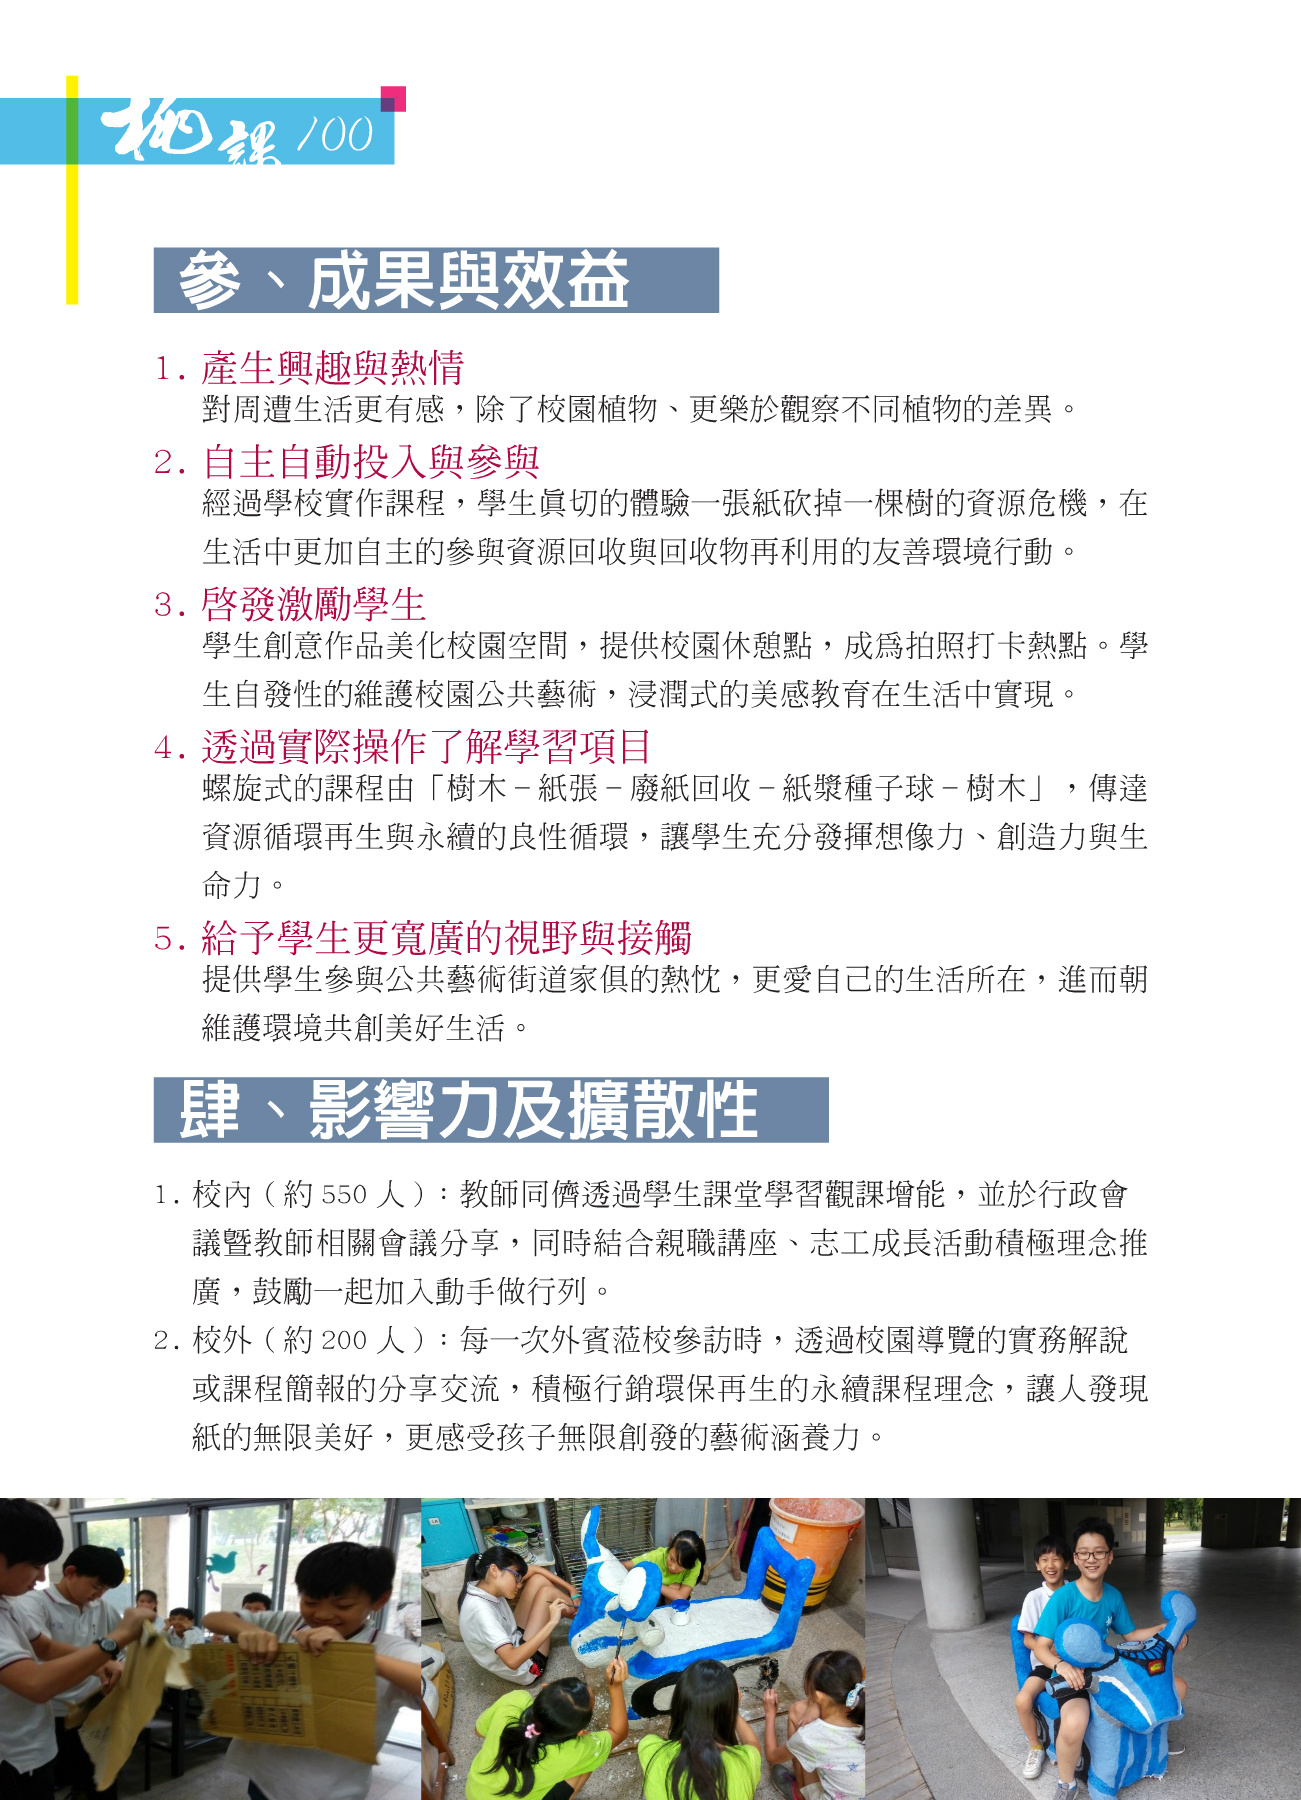 桃課100
參、成果與效益
1. 產生興趣與熱情
對周遭生活更有感，除了校園植物、更樂於觀察不同植物的差異。
2. 自主自動投入與參與
經過學校實作課程，學生真切的體驗一張紙砍掉一棵樹的資源危機，在
生活中更加自主的參與資源回收與回收物再利用的友善環境行動。
3. 啓發激勵學生
學生創意作品美化校園空間，提供校園休憩點，成為拍照打卡熱點。學
生自發性的維護校園公共藝術，浸潤式的美感教育在生活中實現。
4. 透過實際操作了解學習項目
螺旋式的課程由「樹木－紙張－廢紙回收－紙漿種子球－樹木」，傳達
資源循環再生與永續的良性循環，讓學生充分發揮想像力、創造力與生
命力。
5. 給予學生更寬廣的視野與接觸
提供學生參與公共藝術街道家俱的熱忱，更愛自己的生活所在，進而朝
維護環境共創美好生活。
肆、影響力及擴散性
1. 校內（約 550 人）：教師同儕透過學生課堂學習觀課增能，並於行政會
議暨教師相關會議分享，同時結合親職講座、志工成長活動積極理念推
廣，鼓勵一起加入動手做行列。
2. 校外（約 200 人）：每一次外賓蒞校參訪時，透過校園導覽的實務解說
或課程簡報的分享交流，積極行銷環保再生的永續課程理念，讓人發現
紙的無限美好，更感受孩子無限創發的藝術涵養力。